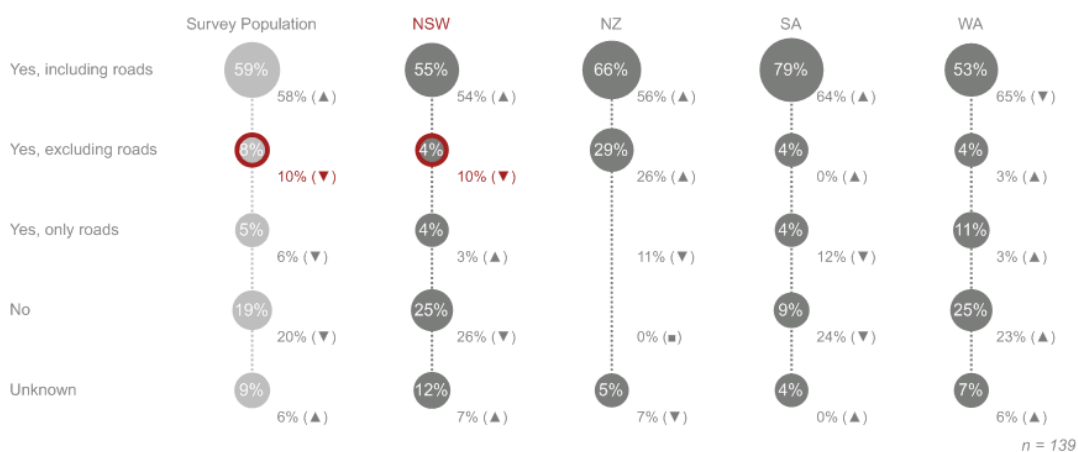 Survey Population NSW NZ SA WA
Yes, including roads 59% 55% 66% 79% 53%
58% (▲) 54% (▲) 56% (▲) 64% (▲) 65% (▼)
Yes, excluding roads 8% 4% 29% 4% 4%
10% (▼) 10% (▼) 26% (▲) 0% (▲) 3% (▲)
Yes, only roads 5% 4% 4% 11%
6% (▼) 3% (▲) 11% (▼) 12% (▼) 3% (▲)
No 19% 25% 9% 25%
20% (▼) 26% (▼) 0% (■) 24% (▼) 23% (▲)
Unknown 9% 12% 5% 4% 7%
6% (▲) 7% (▲) 7% (▼) 0% (▲) 6% (▲)
n = 139